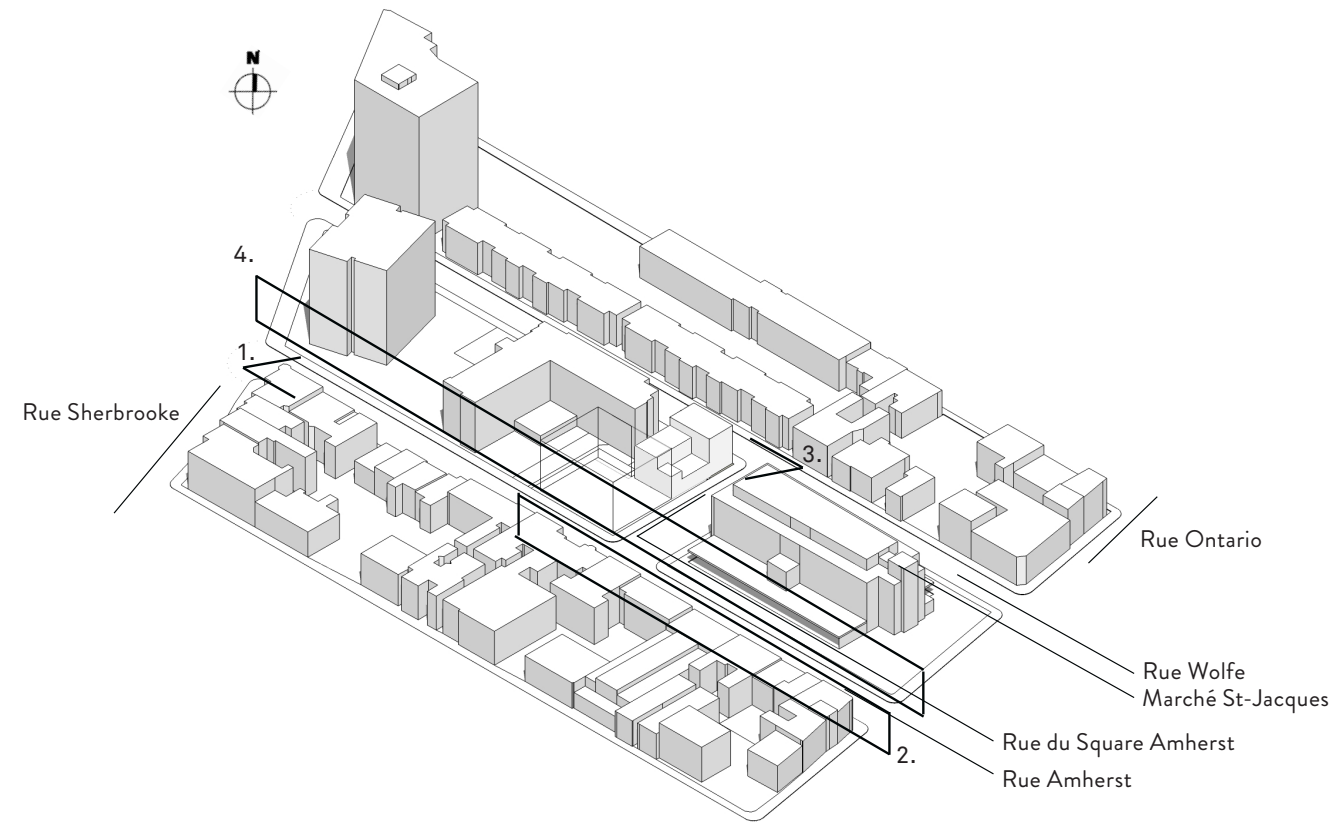 N
4.
1.
Rue Sherbrooke
3.
Rue Ontario
Rue Wolfe
Marché St-Jacques
Rue du Square Amherst
2.
Rue Amherst